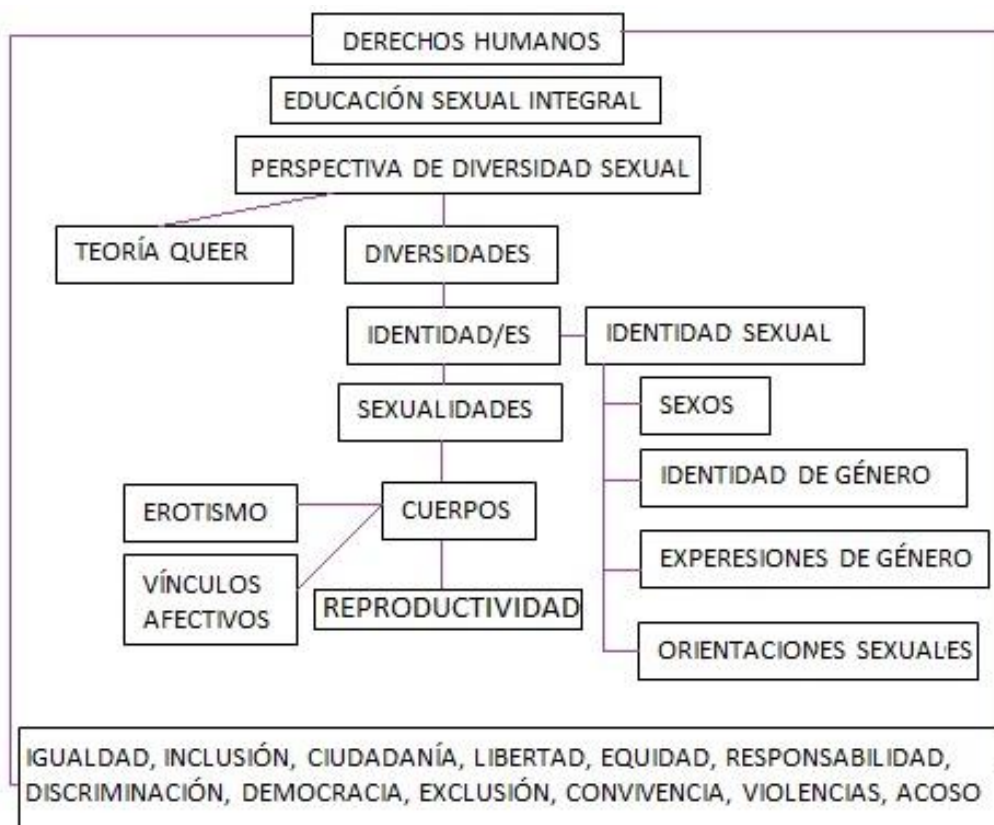 DERECHOS HUMANOS
EDUCACIÓN SEXUAL INTEGRAL
PERSPECTIVA DE DIVERSIDAD SEXUAL
TEORÍA QUEER
DIVERSIDADES
IDENTIDAD/ES
IDENTIDAD SEXUAL
SEXUALIDADES
SEXOS
IDENTIDAD DE GÉNERO
EROTISMO
CUERPOS
EXPERESIONES DE GÉNERO
VÍNCULOS
AFECTIVOS
REPRODUCTIVIDAD
ORIENTACIONES SEXUALES
IGUALDAD, INCLUSIÓN, CIUDADANÍA, LIBERTAD, EQUIDAD, RESPONSABILIDAD,
DISCRIMINACIÓN, DEMOCRACIA, EXCLUSIÓN, CONVIVENCIA, VIOLENCIAS, ACOSO